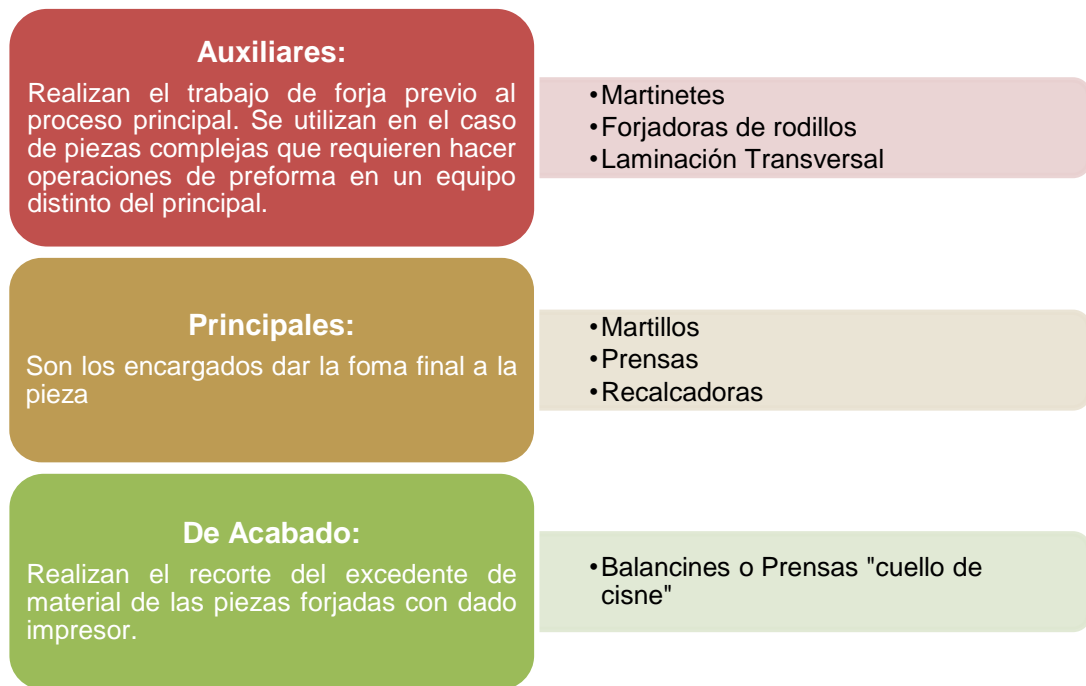 Auxiliares:
Realizan el trabajo de forja previo al
proceso principal. Se utilizan en el caso
de piezas complejas que requieren hacer
operaciones de preforma en un equipo
distinto del principal.
•Martinetes
•Forjadoras de rodillos
•Laminación Transversal
Principales:
Son los encargados dar la foma final a la
pieza
•Martillos
•Prensas
•Recalcadoras
De Acabado:
Realizan el recorte del excedente de
material de las piezas forjadas con dado
impresor.
•Balancines o Prensas "cuello de
cisne"